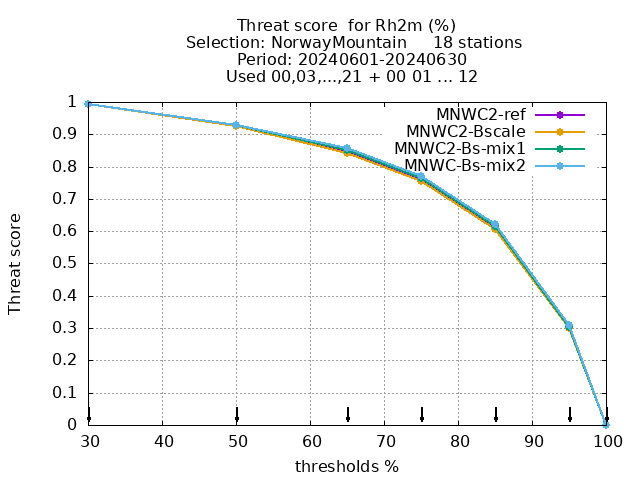 Threat score  for Rh2m (%)
Selection: NorwayMountain     18 stations
Period: 20240601-20240630
Used 00,03,...,21 + 00 01 ... 12
MNWC2-ref
MNWC2-Bscale
MNWC2-Bs-mix1
MNWC-Bs-mix2
Threat score
1
0.9
0.8
0.7
0.6
0.5
0.4
0.3
0.2
0.1
0
30 40 50 60 70 80 90 100
thresholds %